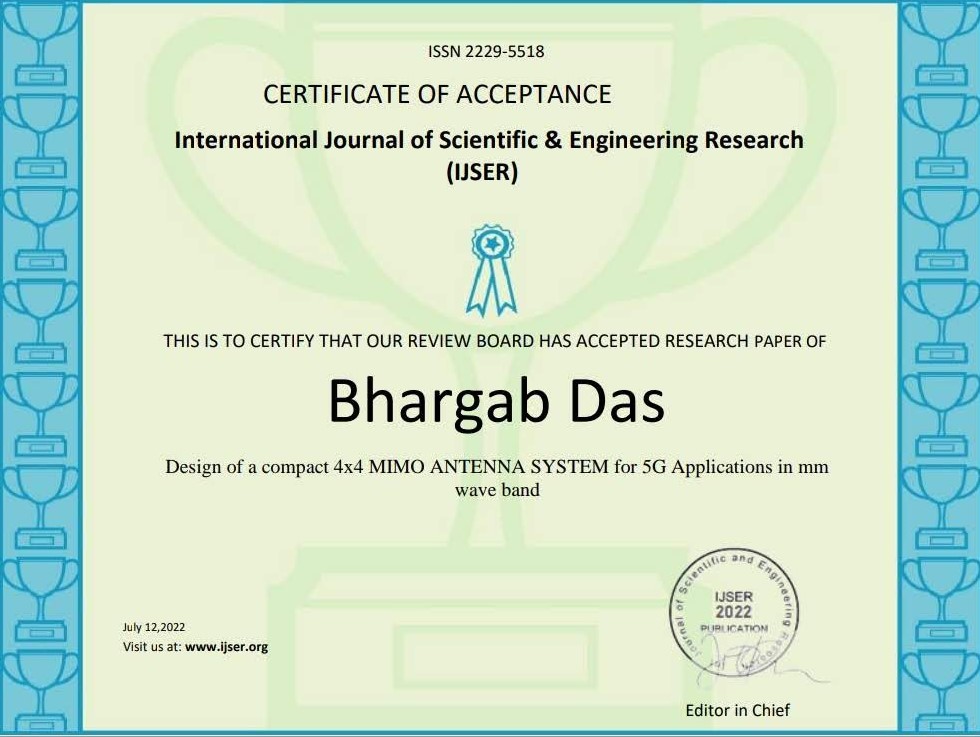 ISSN 2229-5518
CERTIFICATE OF ACCEPTANCE
International Journal of Scientific & Engineering Research
(IJSER)
THIS IS TO CERTIFY THAT OUR REVIEW BOARD HAS ACCEPTED RESEARCH PAPER OF
Bhargab Das
Design of a compact 4x4 MIMO ANTENNA SYSTEM for 5G Applications in mm
wave band
Journal of Scientific and Engineering Research
IJSER
2022
PUBLICATION
July 12,2022
Visit us at: www.ijser.org
Editor in Chief